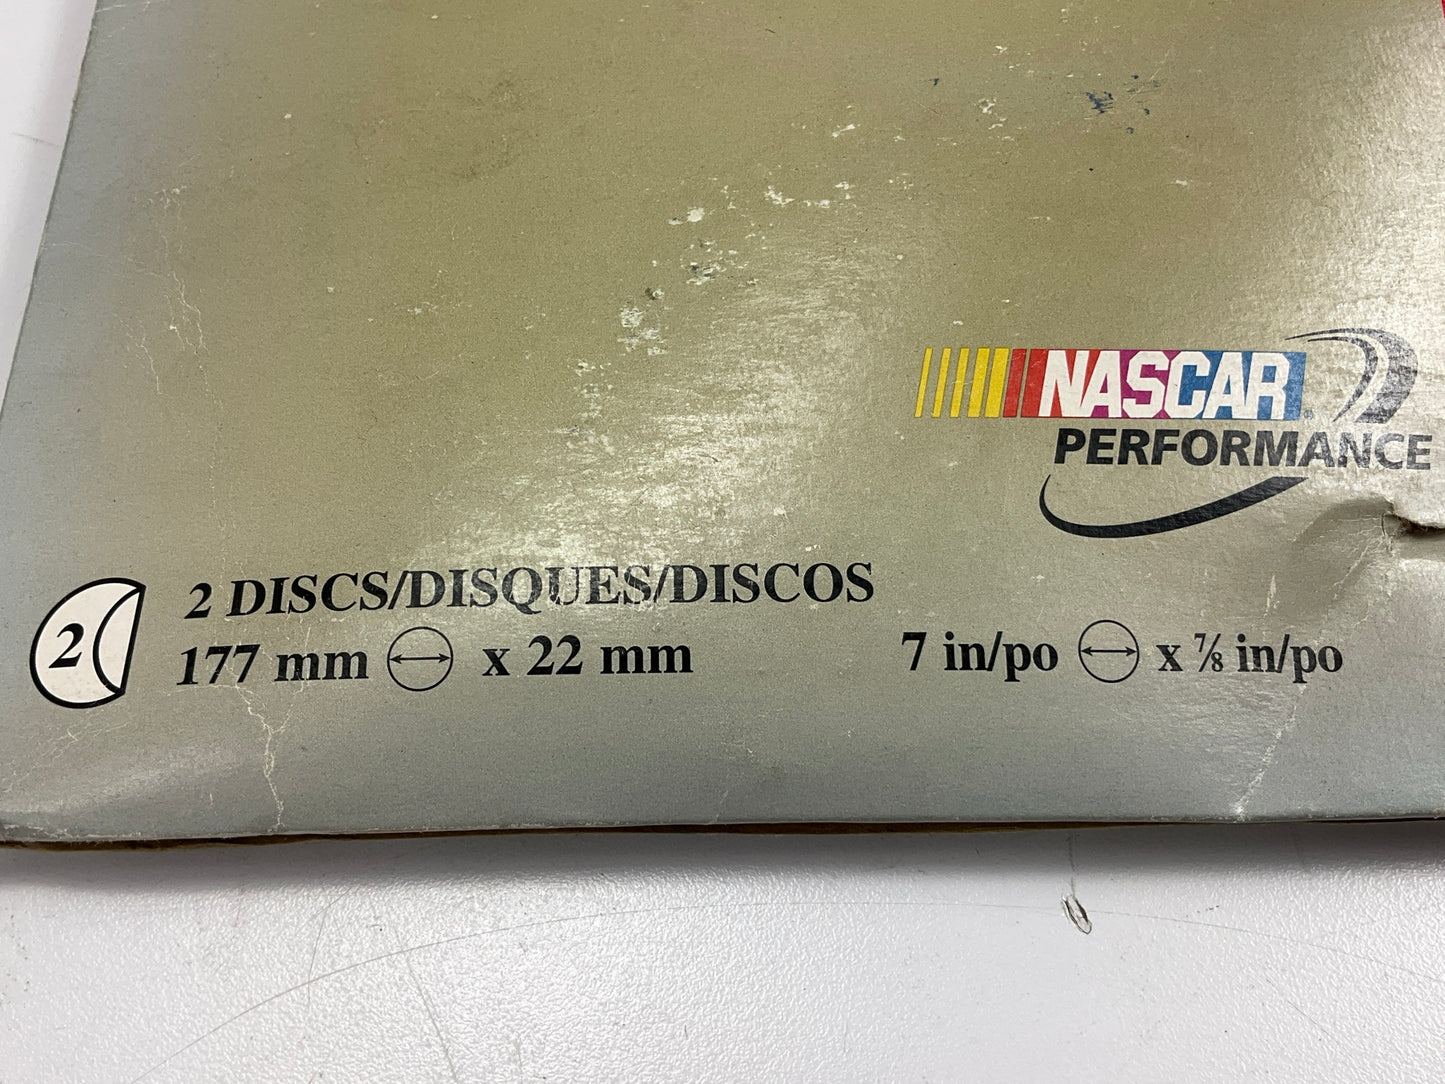 NASCAR
PERFORMANCE
2
2 DISCS/DISQUES/DISCOS
177 mm x 22 mm
7 in/po x 7/8 in/po